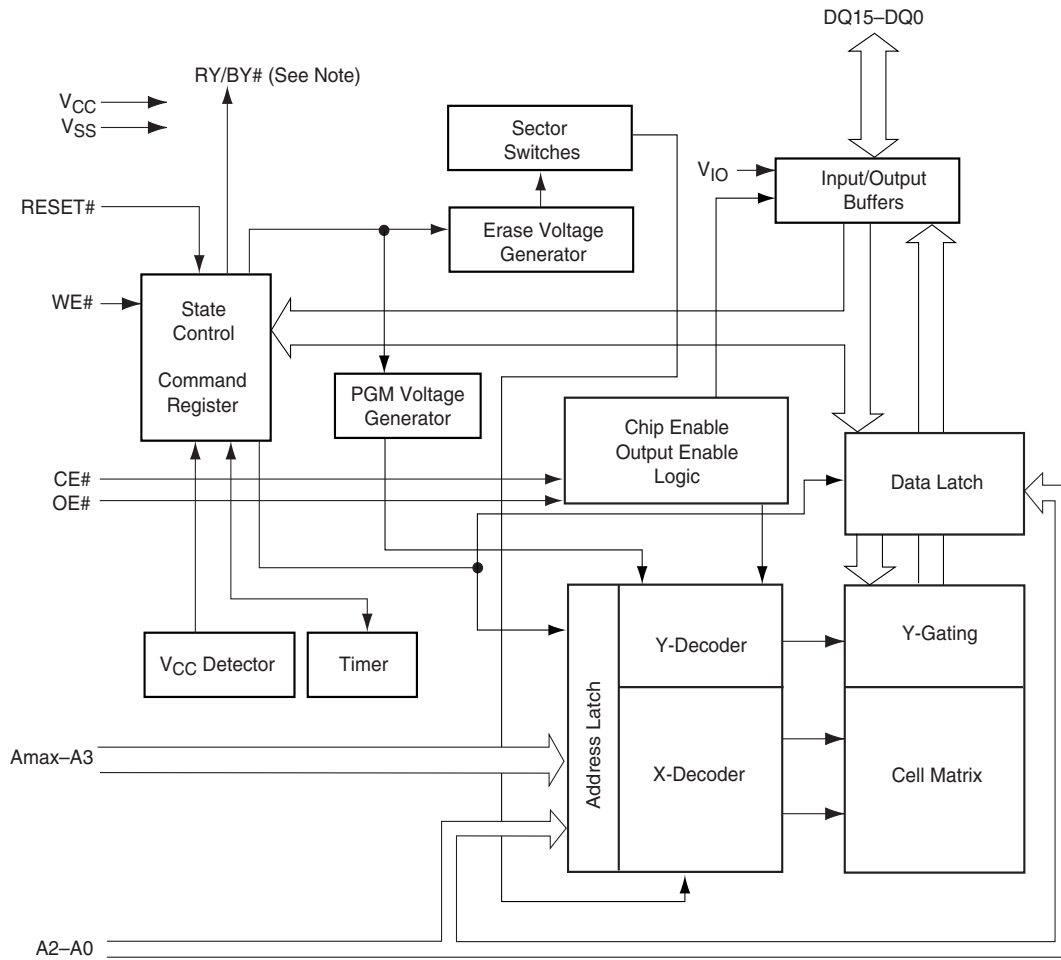 DQ15–DQ0
RY/BY# (See Note)
VCC
VSS
Sector
Switches
VIO
Input/Output
Buffers
RESET#
Erase Voltage
Generator
WE#
State
Control
Command
Register
PGM Voltage
Generator
Chip Enable
Output Enable
Logic
CE#
OE#
Data Latch
VCC Detector
Timer
Address Latch
Y-Decoder
Y-Gating
Amax–A3
X-Decoder
Cell Matrix
A2–A0